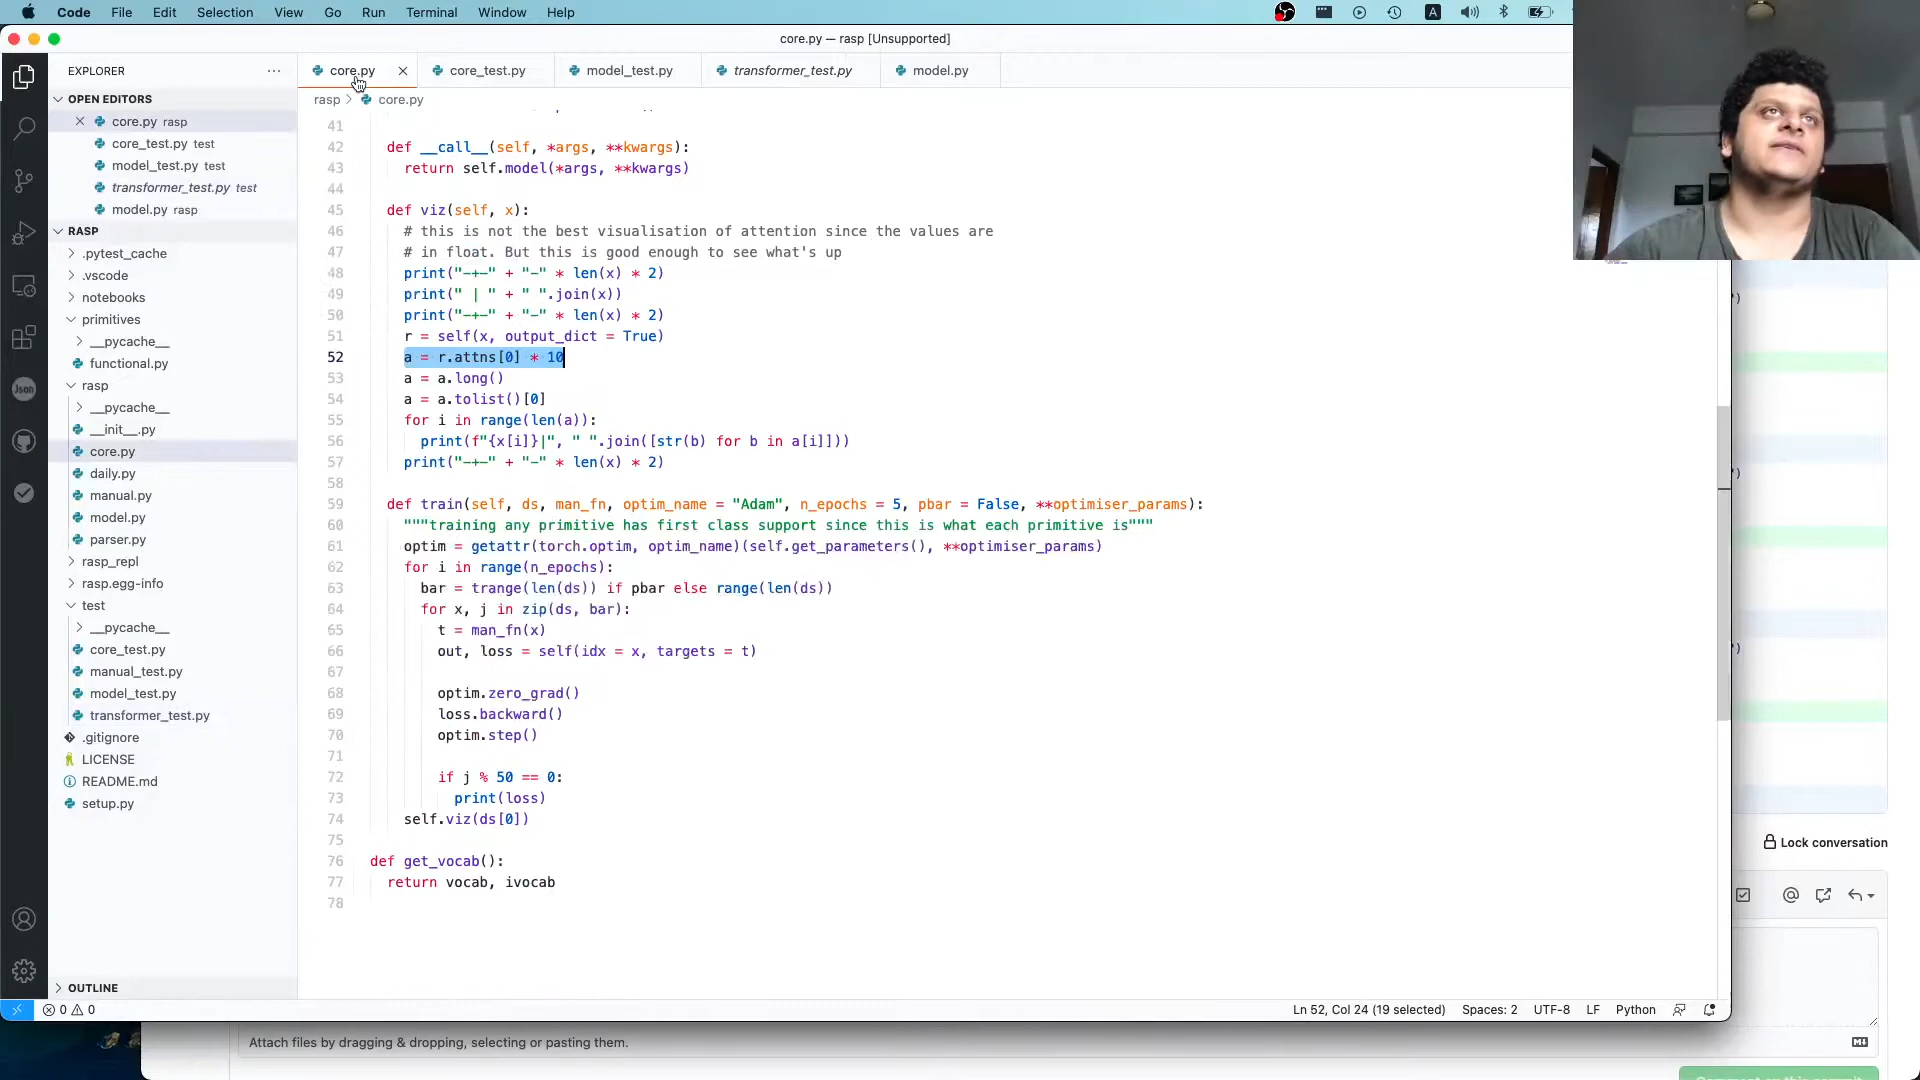 Code File Edit Selection View Go Run Terminal Window Help
A
core.py — rasp [Unsupported]
EXPLORER
core.py
core_test.py
model_test.py
transformer_test.py
model.py
OPEN EDITORS
rasp > core.py
core.py rasp
core_test.py test
model_test.py test
transformer_test.py test
model.py rasp
RASP
.pytest_cache
.vscode
notebooks
primitives
__pycache__
functional.py
rasp
__pycache__
__init__.py
core.py
daily.py
manual.py
model.py
parser.py
rasp_repl
rasp.egg-info
test
__pycache__
core_test.py
manual_test.py
model_test.py
transformer_test.py
.gitignore
LICENSE
README.md
setup.py
OUTLINE
Json
41
42 def __call__(self, *args, **kwargs):
43 return self.model(*args, **kwargs)
44
45 def viz(self, x):
46 # this is not the best visualisation of attention since the values are
47 # in float. But this is good enough to see what's up
48 print("-+-" + "-" * len(x) * 2)
49 print(" | " + " ".join(x))
50 print("-+-" + "-" * len(x) * 2)
51 r = self(x, output_dict = True)
52 a = r.attns[0] * 10
53 a = a.long()
54 a = a.tolist()[0]
55 for i in range(len(a)):
56 print(f"{x[i]}|", " ".join([str(b) for b in a[i]]))
57 print("-+-" + "-" * len(x) * 2)
58
59 def train(self, ds, man_fn, optim_name = "Adam", n_epochs = 5, pbar = False, **optimiser_params):
60 """training any primitive has first class support since this is what each primitive is"""
61 optim = getattr(torch.optim, optim_name)(self.get_parameters(), **optimiser_params)
62 for i in range(n_epochs):
63 bar = trange(len(ds)) if pbar else range(len(ds))
64 for x, j in zip(ds, bar):
65 t = man_fn(x)
66 out, loss = self(idx = x, targets = t)
67
68 optim.zero_grad()
69 loss.backward()
70 optim.step()
71
72 if j % 50 == 0:
73 print(loss)
74 self.viz(ds[0])
75
76 def get_vocab():
77 return vocab, ivocab
78
')
')
')
Lock conversation
0 0
Ln 52, Col 24 (19 selected) Spaces: 2 UTF-8 LF Python
Attach files by dragging & dropping, selecting or pasting them.